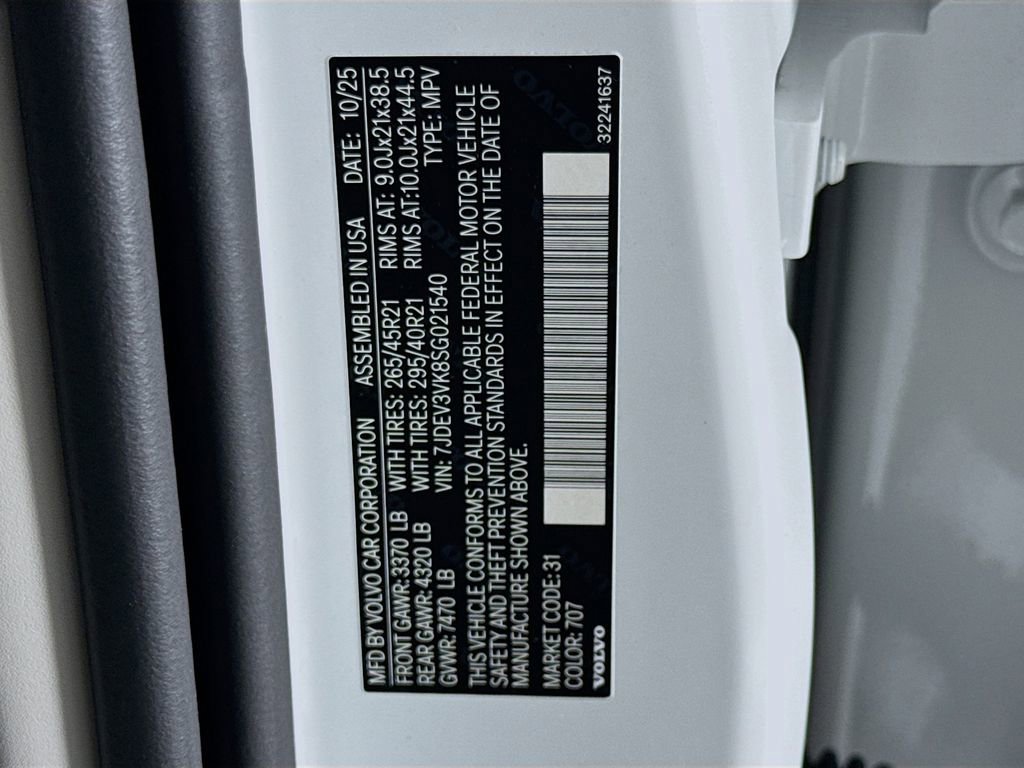 MFD BY VOLVO CAR CORPORATION ASSEMBLED IN USA DATE: 10/25
FRONT GAWR: 3370 LB WITH TIRES: 265/45R21 RIMS AT: 9.0Jx21x38.5
REAR GAWR: 4320 LB WITH TIRES: 295/40R21 RIMS AT:10.0Jx21x44.5
GVWR: 7470 LB VIN: 7JDEV3VK8SG021540 TYPE: MPV
THIS VEHICLE CONFORMS TO ALL APPLICABLE FEDERAL MOTOR VEHICLE
SAFETY AND THEFT PREVENTION STANDARDS IN EFFECT ON THE DATE OF
MANUFACTURE SHOWN ABOVE.
MARKET CODE: 31
COLOR: 707
VOLVO 32241637